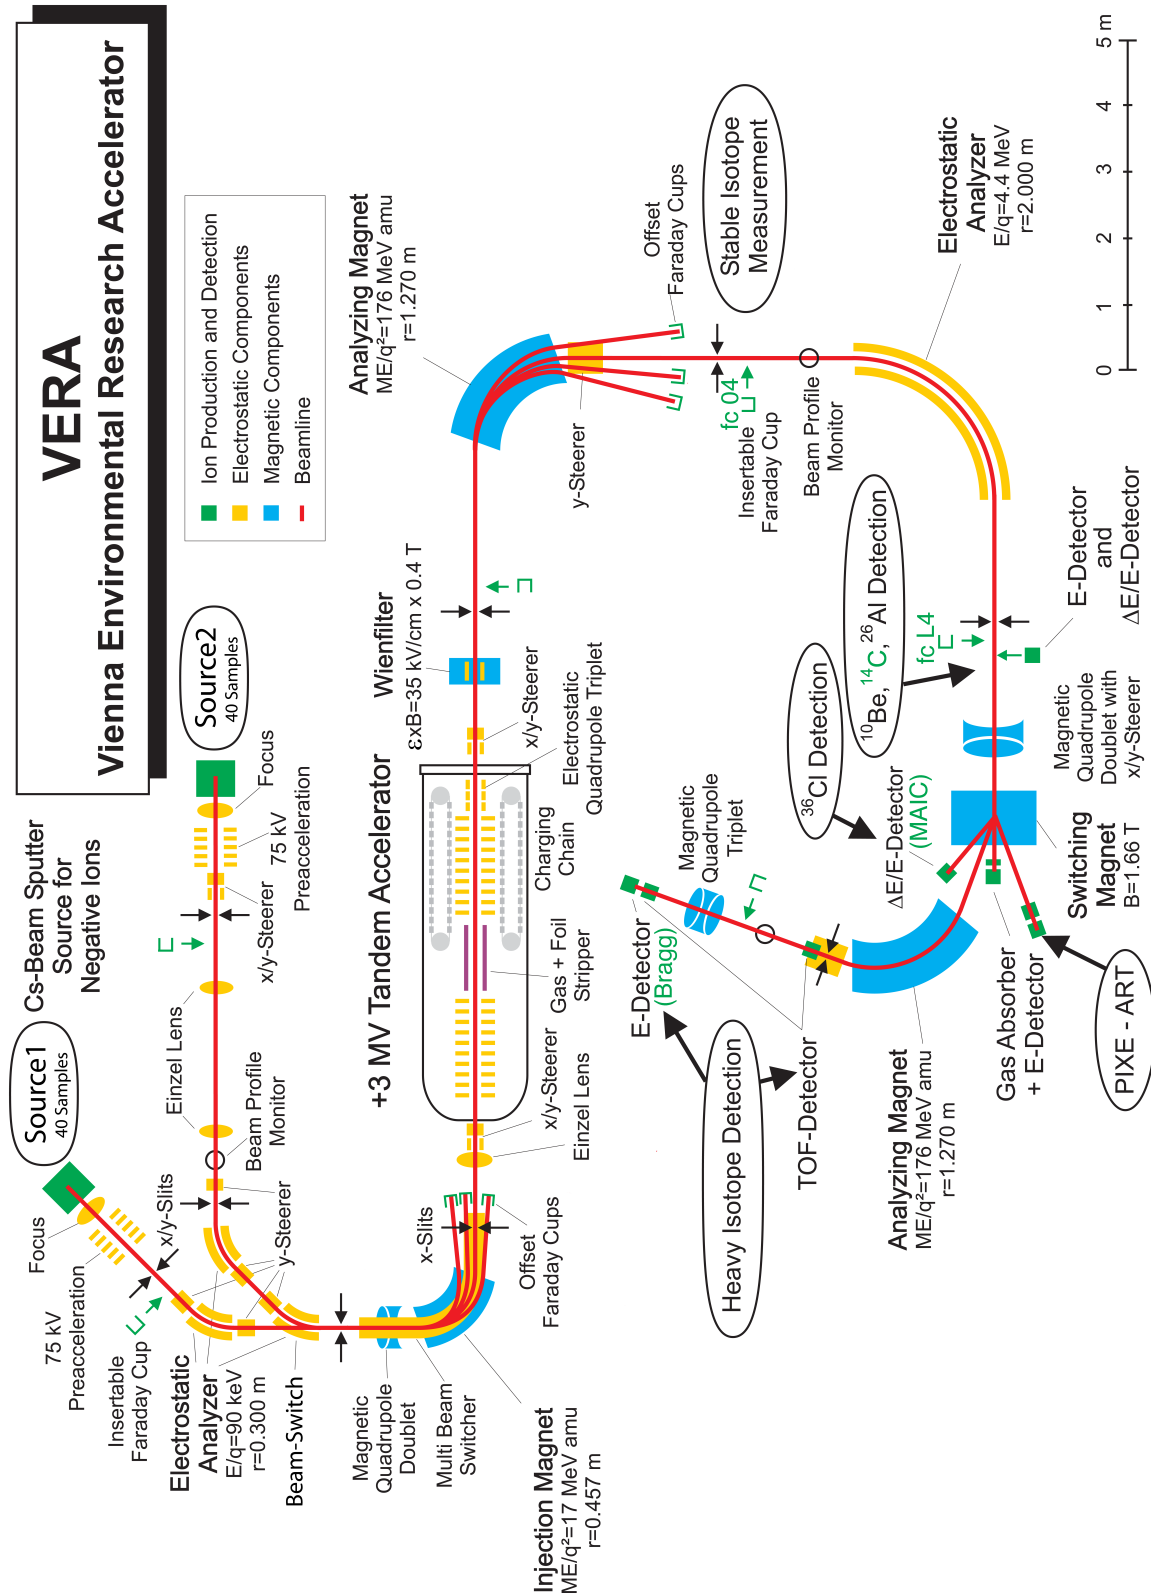 VERA
Vienna Environmental Research Accelerator
Ion Production and Detection
Electrostatic Components
Magnetic Components
Beamline
Source1
40 Samples
Cs-Beam Sputter
Source for
Negative Ions
Source2
40 Samples
Focus
75 kV
Preacceleration
Insertable
Faraday Cup
x/y-Slits
Einzel Lens
Beam Profile
Monitor
y-Steerer
x/y-Steerer
75 kV
Preacceleration
Focus
Electrostatic
Analyzer
E/q=90 keV
r=0.300 m
Beam-Switch
Magnetic
Quadrupole
Doublet
Multi Beam
Switcher
Injection Magnet
ME/q²=17 MeV amu
r=0.457 m
x-Slits
Offset
Faraday Cups
+3 MV Tandem Accelerator
x/y-Steerer
Einzel Lens
Gas + Foil
Stripper
Charging
Chain
Electrostatic
Quadrupole Triplet
x/y-Steerer
Wienfilter
εxB=35 kV/cm x 0.4 T
Analyzing Magnet
ME/q²=176 MeV amu
r=1.270 m
y-Steerer
Offset
Faraday Cups
Stable Isotope
Measurement
fc 04
Insertable
Faraday Cup
Beam Profile
Monitor
Electrostatic
Analyzer
E/q=4.4 MeV
r=2.000 m
¹⁰Be, ¹⁴C, ²⁶Al Detection
fc L4
E-Detector
and
ΔE/E-Detector
Magnetic
Quadrupole
Doublet with
x/y-Steerer
³⁶Cl Detection
ΔE/E-Detector
(MAIC)
Switching
Magnet
B=1.66 T
Gas Absorber
+ E-Detector
PIXE - ART
Analyzing Magnet
ME/q²=176 MeV amu
r=1.270 m
Magnetic
Quadrupole
Triplet
E-Detector
(Bragg)
TOF-Detector
Heavy Isotope Detection
0 1 2 3 4 5 m